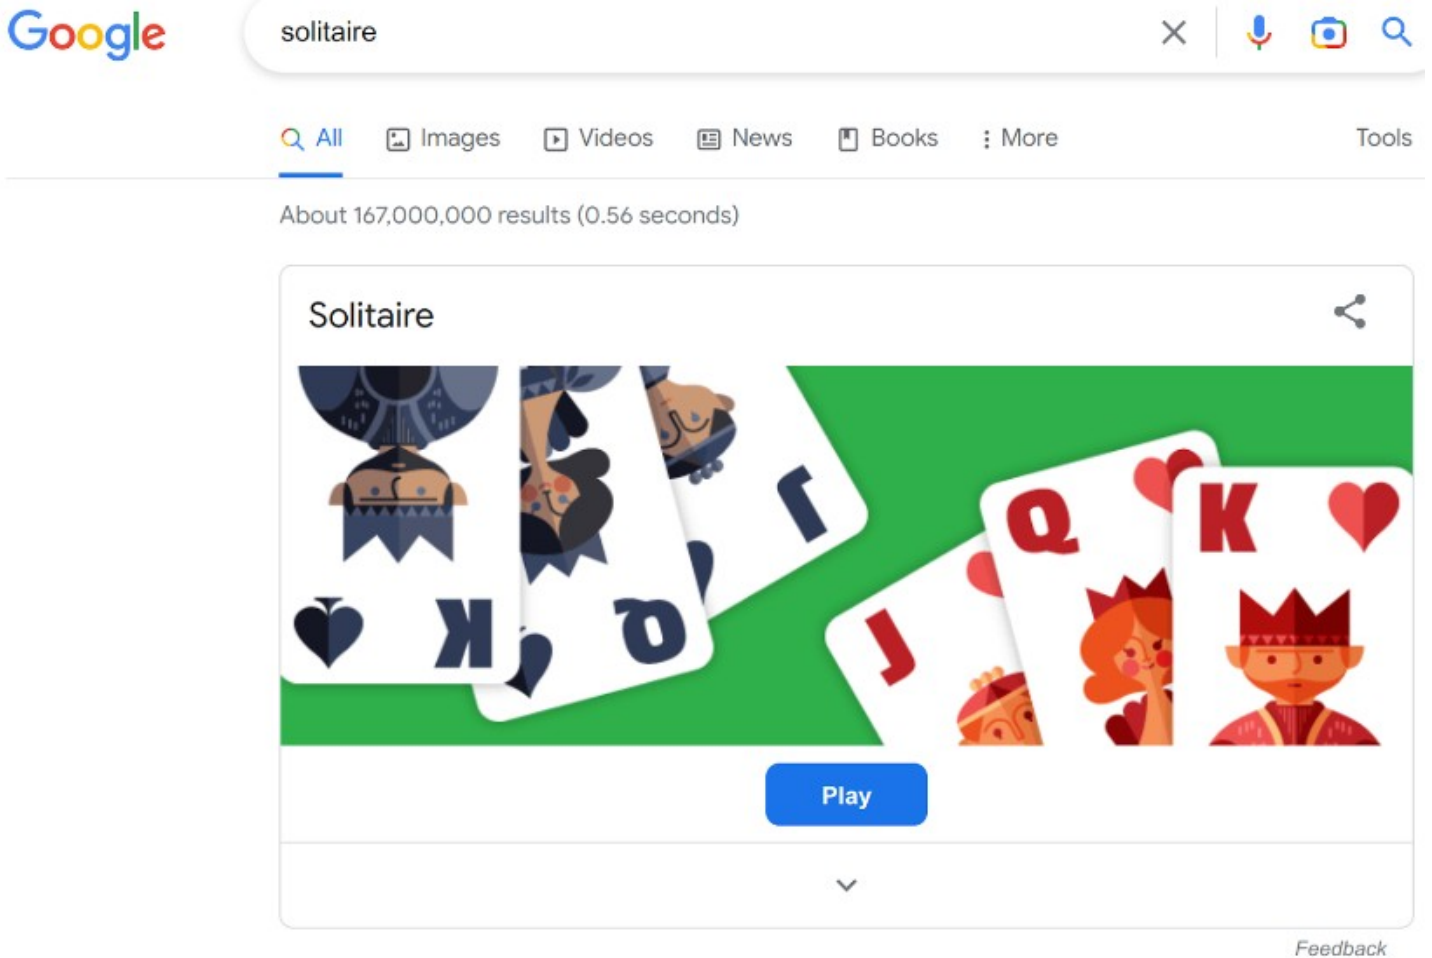 Google
solitaire
All Images Videos News Books More Tools
About 167,000,000 results (0.56 seconds)
Solitaire
K Q J
J Q K
Play
Feedback